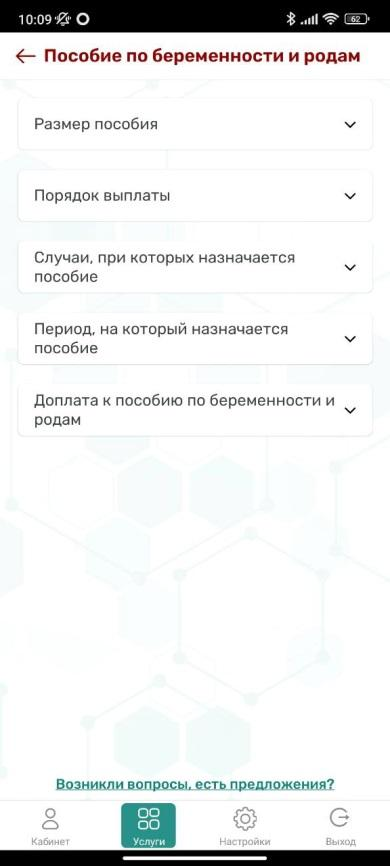 10:09
62
Пособие по беременности и родам
Размер пособия
Порядок выплаты
Случаи, при которых назначается
пособие
Период, на который назначается
пособие
Доплата к пособию по беременности и
родам
Возникли вопросы, есть предложения?
Кабинет
Услуги
Настройки
Выход